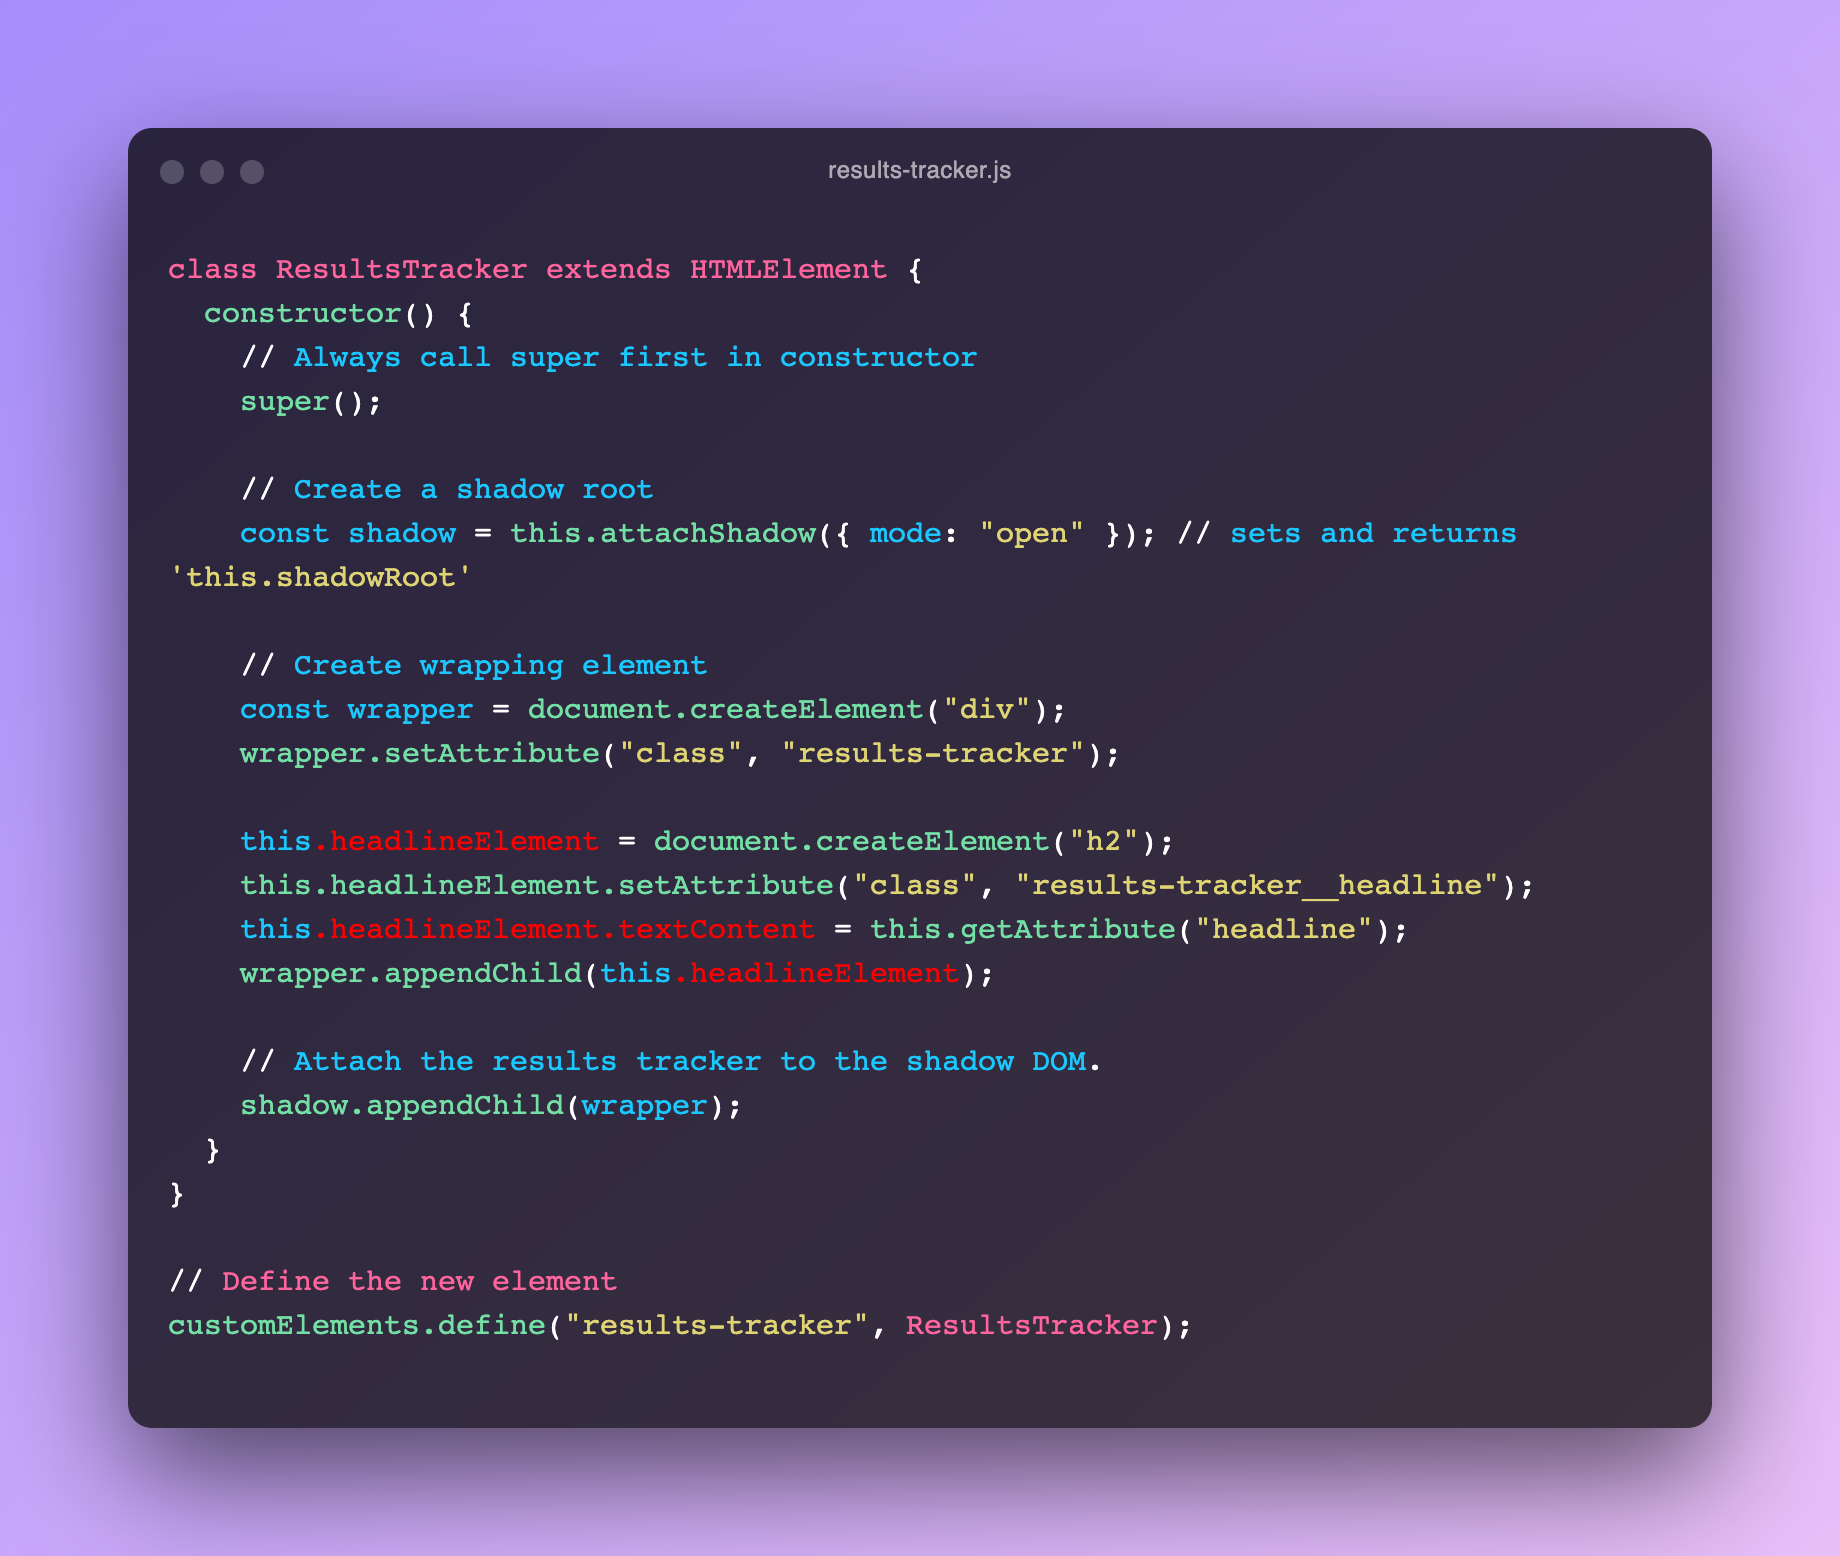 results-tracker.js
class ResultsTracker extends HTMLElement {
  constructor() {
    // Always call super first in constructor
    super();

    // Create a shadow root
    const shadow = this.attachShadow({ mode: "open" }); // sets and returns
'this.shadowRoot'

    // Create wrapping element
    const wrapper = document.createElement("div");
    wrapper.setAttribute("class", "results-tracker");

    this.headlineElement = document.createElement("h2");
    this.headlineElement.setAttribute("class", "results-tracker__headline");
    this.headlineElement.textContent = this.getAttribute("headline");
    wrapper.appendChild(this.headlineElement);

    // Attach the results tracker to the shadow DOM.
    shadow.appendChild(wrapper);
  }
}

// Define the new element
customElements.define("results-tracker", ResultsTracker);